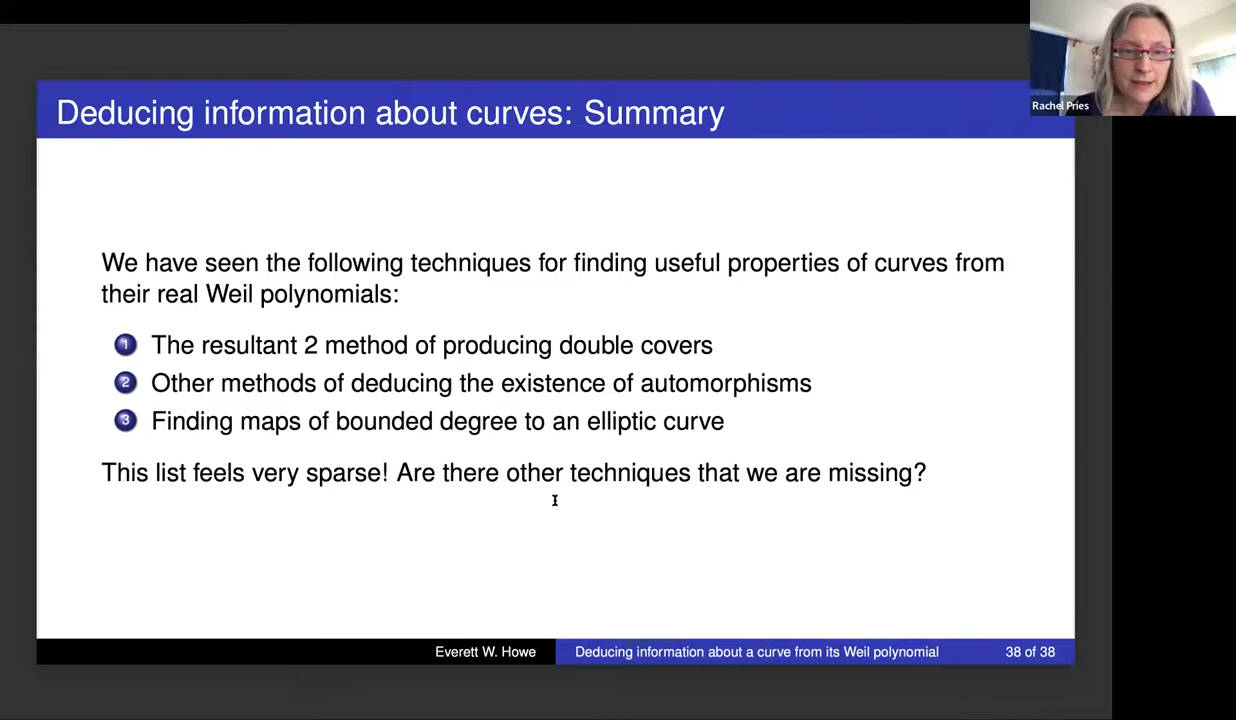 Rachel Pries
Deducing information about curves: Summary
We have seen the following techniques for finding useful properties of curves from
their real Weil polynomials:
1 The resultant 2 method of producing double covers
2 Other methods of deducing the existence of automorphisms
3 Finding maps of bounded degree to an elliptic curve
This list feels very sparse! Are there other techniques that we are missing?
Everett W. Howe Deducing information about a curve from its Weil polynomial 38 of 38